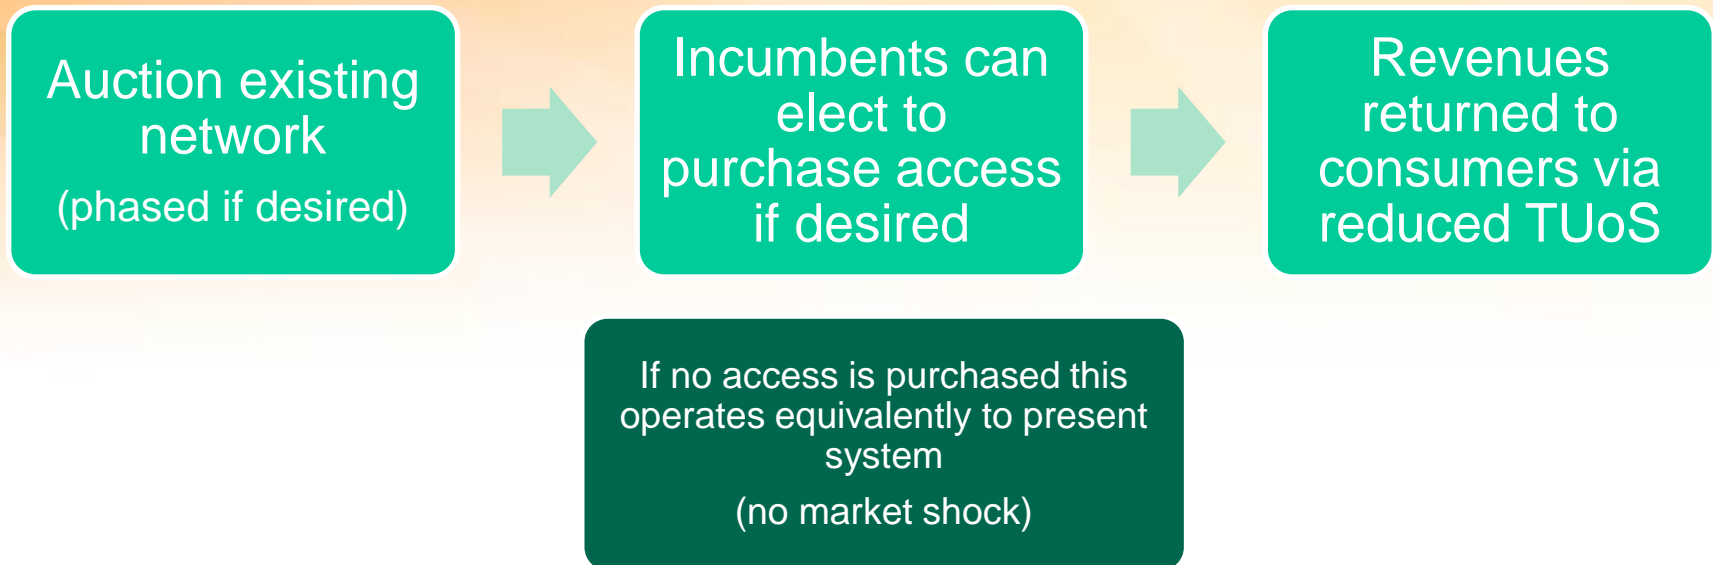 Auction existing
network
(phased if desired)
Incumbents can
elect to
purchase access
if desired
Revenues
returned to
consumers via
reduced TUoS
If no access is purchased this
operates equivalently to present
system
(no market shock)